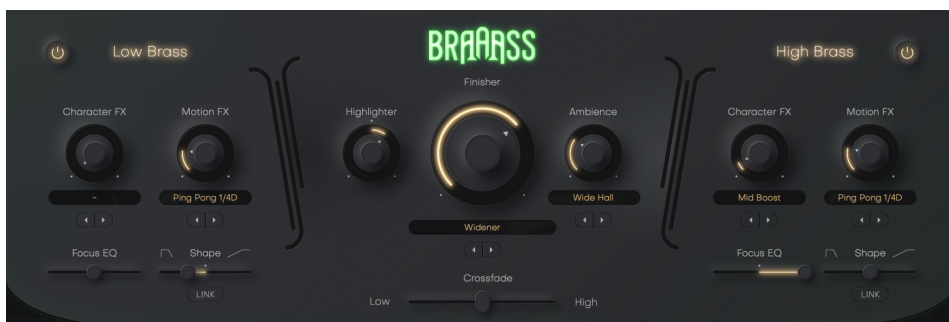 BRAAASS
Low Brass
High Brass
Finisher
Character FX
Motion FX
Highlighter
Ambience
Character FX
Motion FX
-
Ping Pong 1/4D
Wide Hall
Mid Boost
Ping Pong 1/4D
Widener
Focus EQ
Shape
Focus EQ
Shape
Crossfade
LINK
Low
High
LINK